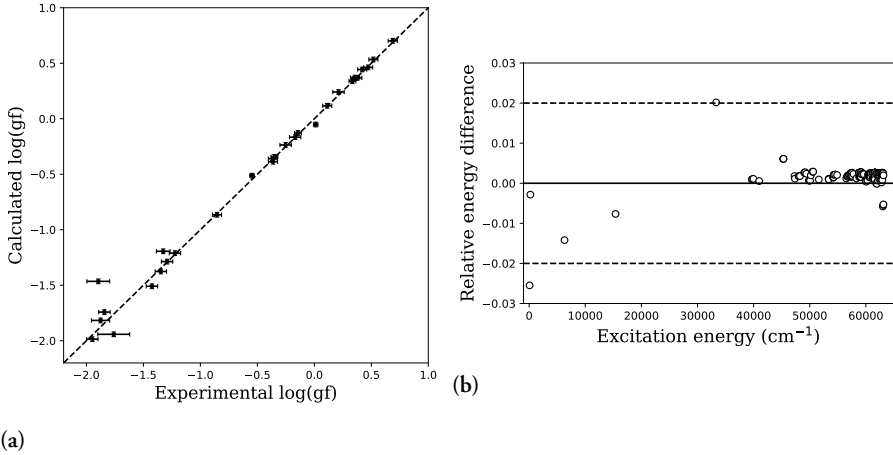 1.0
0.5
0.0
−0.5
−1.0
−1.5
−2.0
Calculated log(gf)
−2.0 −1.5 −1.0 −0.5 0.0 0.5 1.0
Experimental log(gf)
(a)
0.03
0.02
0.01
0.00
−0.01
−0.02
−0.03
Relative energy difference
0 10000 20000 30000 40000 50000 60000
Excitation energy (cm⁻¹)
(b)